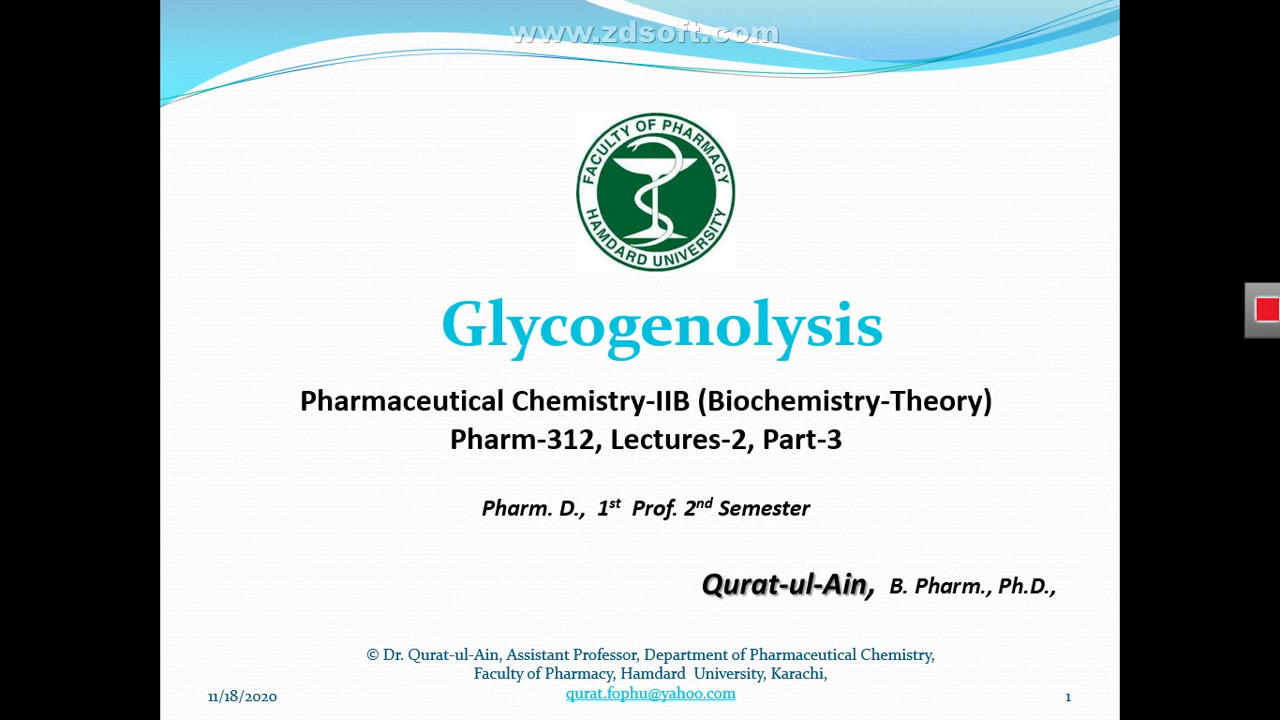 www.zdsoft.com
FACULTY OF PHARMACY
HAMDARD UNIVERSITY
Glycogenolysis
Pharmaceutical Chemistry-IIB (Biochemistry-Theory)
Pharm-312, Lectures-2, Part-3
Pharm. D., 1st Prof. 2nd Semester
Qurat-ul-Ain, B. Pharm., Ph.D.,
© Dr. Qurat-ul-Ain, Assistant Professor, Department of Pharmaceutical Chemistry,
Faculty of Pharmacy, Hamdard University, Karachi,
11/18/2020 qurat.fophu@yahoo.com 1